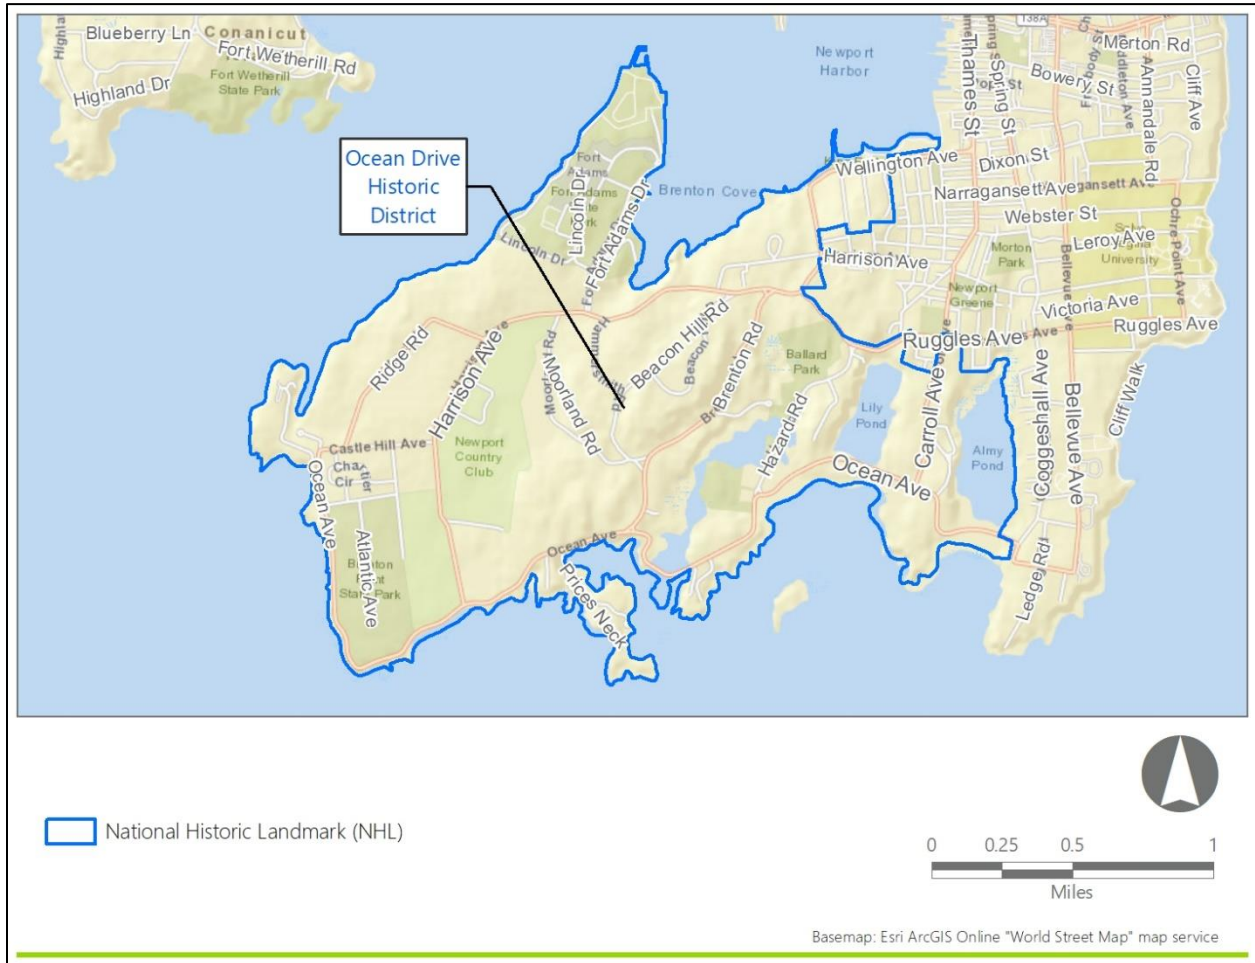 Blueberry Ln
Conanicut
Fort Wetherill Rd
Fort Wetherill
State Park
Highland Dr
Newport
Harbor
138A
Thames St
Spring St
Merton Rd
Bowery St
Annandale Rd
Cliff Ave
Ocean Drive
Historic
District
Fort
Adams
Lincoln Dr
Fort Adams Dr
Lincoln Dr
Brenton Cove
Wellington Ave
Dixon St
Narragansett Ave
Webster St
Leroy Ave
University
Ochre Point Ave
Morton
Park
Bellevue Ave
Harrison Ave
Newport
Greene
Victoria Ave
Ruggles Ave
Ruggles Ave
Ridge Rd
Harrison Ave
Beacon Hill Rd
Brenton Rd
Ballard
Park
Moorland Rd
Castle Hill Ave
Newport
Country
Club
Hazard Rd
Lily
Pond
Carroll Ave
Almy
Pond
Coggeshall Ave
Bellevue Ave
Cliff Walk
Ocean Ave
Ocean Ave
Atlantic Ave
Ocean Ave
Prices Neck
Ledge Rd
National Historic Landmark (NHL)
0 0.25 0.5 1
Miles
Basemap: Esri ArcGIS Online "World Street Map" map service